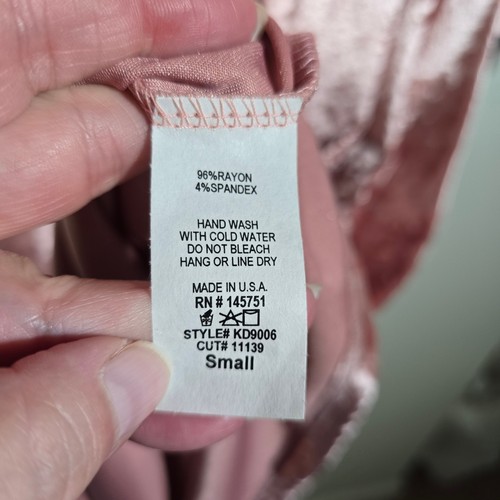 96%RAYON
4%SPANDEX
HAND WASH
WITH COLD WATER
DO NOT BLEACH
HANG OR LINE DRY
MADE IN U.S.A.
RN # 145751
STYLE# KD9006
CUT# 11139
Small